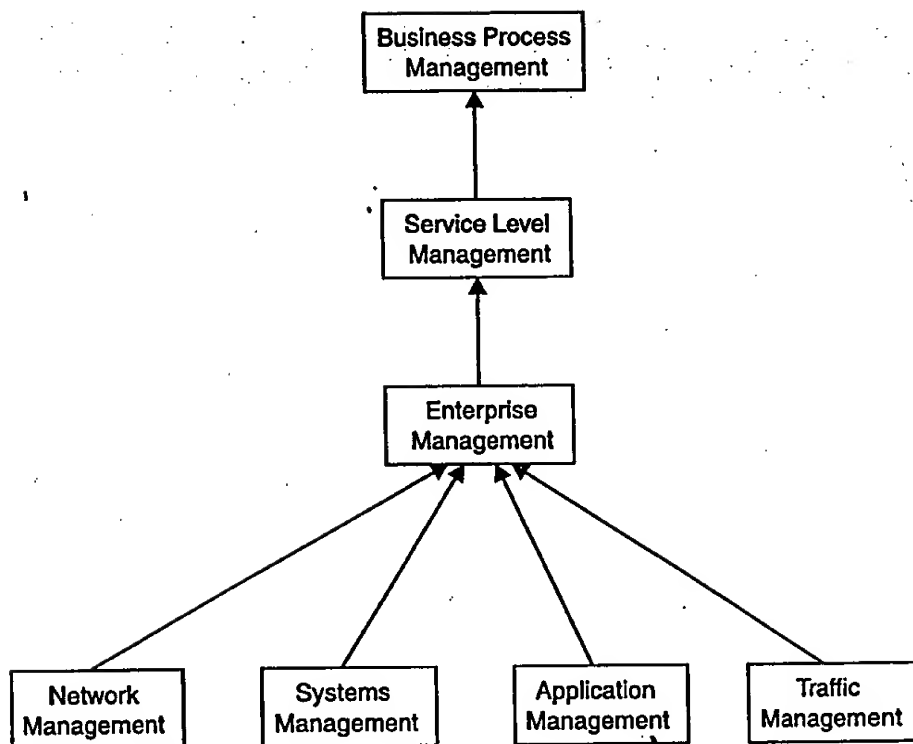 Business Process
Management
Service Level
Management
Enterprise
Management
Network
Management
Systems
Management
Application
Management
Traffic
Management